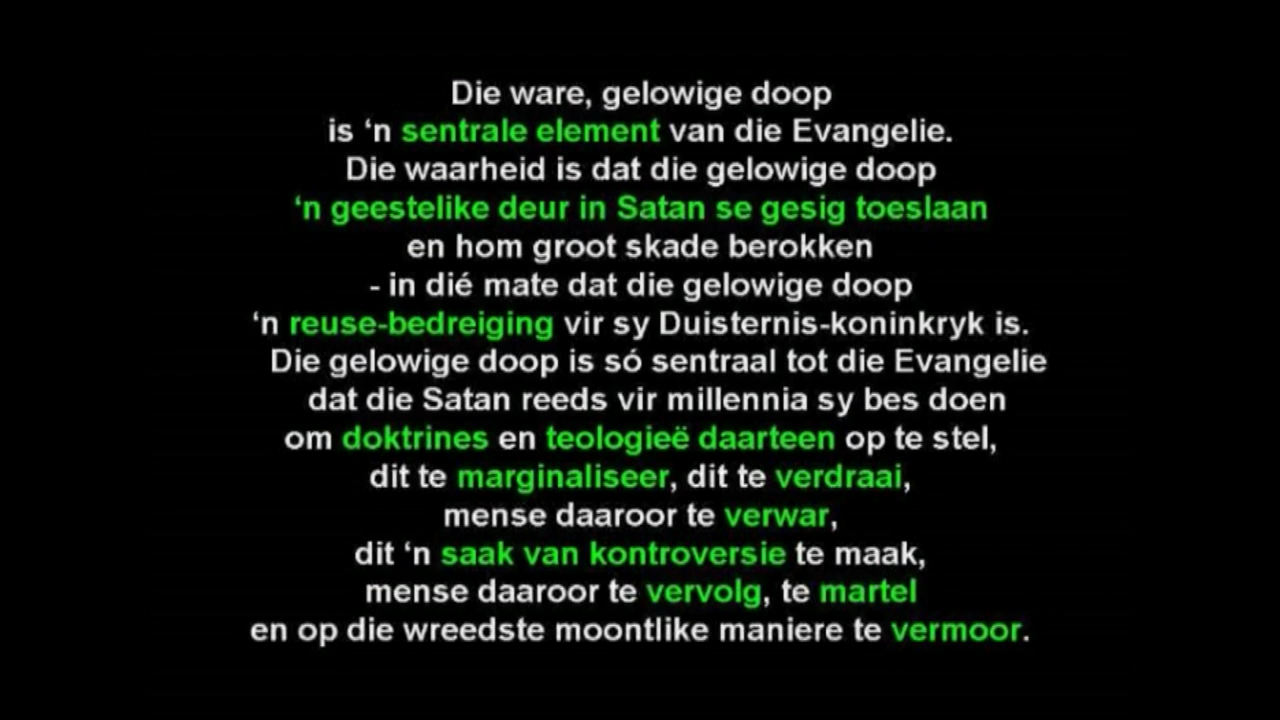 Die ware, gelowige doop
is ‘n sentrale element van die Evangelie.
Die waarheid is dat die gelowige doop
‘n geestelike deur in Satan se gesig toeslaan
en hom groot skade berokken
- in dié mate dat die gelowige doop
‘n reuse-bedreiging vir sy Duisternis-koninkryk is.
Die gelowige doop is só sentraal tot die Evangelie
dat die Satan reeds vir millennia sy bes doen
om doktrines en teologieë daarteen op te stel,
dit te marginaliseer, dit te verdraai,
mense daaroor te verwar,
dit ‘n saak van kontroversie te maak,
mense daaroor te vervolg, te martel
en op die wreedste moontlike maniere te vermoor.